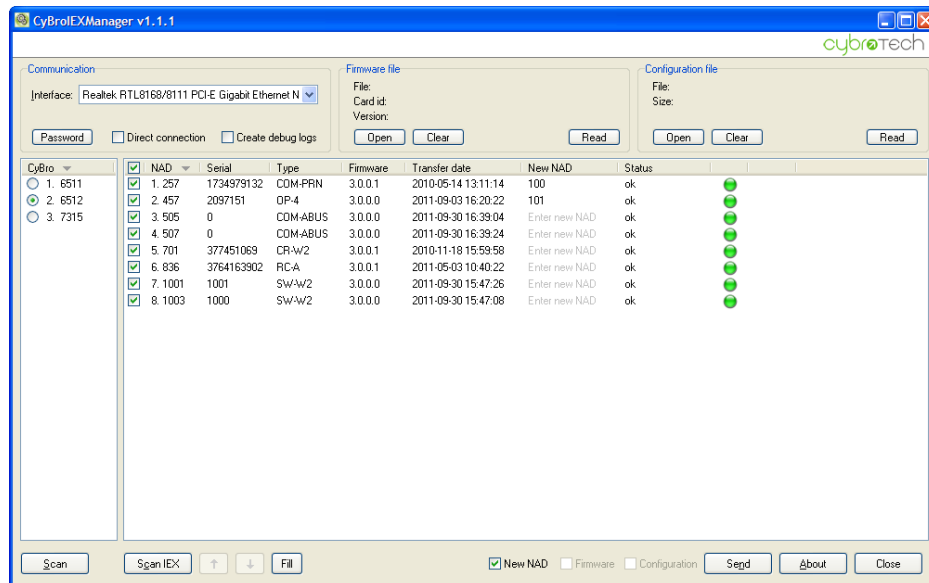 CyBroIEXManager v1.1.1
cybrotech
Communication
Interface: Realtek RTL8168/8111 PCI-E Gigabit Ethernet N
Password Direct connection Create debug logs
Firmware file
File:
Card id:
Version:
Open Clear Read
Configuration file
File:
Size:
Open Clear Read
CyBro
1. 6511
2. 6512
3. 7315
NAD Serial Type Firmware Transfer date New NAD Status
1. 257 1734979132 COM-PRN 3.0.0.1 2010-05-14 13:11:14 100 ok
2. 457 2097151 OP-4 3.0.0.0 2011-09-03 16:20:22 101 ok
3. 505 0 COM-ABUS 3.0.0.0 2011-09-30 16:39:04 Enter new NAD ok
4. 507 0 COM-ABUS 3.0.0.0 2011-09-30 16:39:24 Enter new NAD ok
5. 701 377451069 CR-W2 3.0.0.1 2010-11-18 15:59:58 Enter new NAD ok
6. 836 3764163902 RC-A 3.0.0.1 2011-05-03 10:40:22 Enter new NAD ok
7. 1001 1001 SW-W2 3.0.0.0 2011-09-30 15:47:26 Enter new NAD ok
8. 1003 1000 SW-W2 3.0.0.0 2011-09-30 15:47:08 Enter new NAD ok
Scan Scan IEX Fill New NAD Firmware Configuration Send About Close